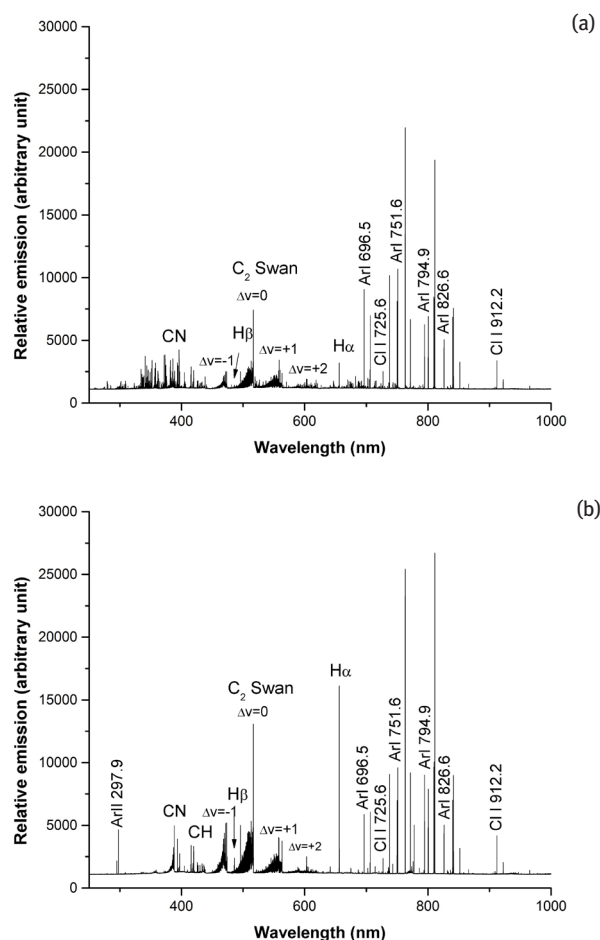 (a)
30000
25000
20000
15000
10000
5000
0
Relative emission (arbitrary unit)
CN
Δv=-1
Hβ
C₂ Swan
Δv=0
Δv=+1
Δv=+2
Hα
ArI 696.5
Cl I 725.6
ArI 751.6
ArI 794.9
ArI 826.6
Cl I 912.2
400
600
800
1000
Wavelength (nm)
(b)
30000
25000
20000
15000
10000
5000
0
Relative emission (arbitrary unit)
ArII 297.9
CN
CH
Δv=-1
Hβ
C₂ Swan
Δv=0
Δv=+1
Δv=+2
Hα
ArI 696.5
Cl I 725.6
ArI 751.6
ArI 794.9
ArI 826.6
Cl I 912.2
400
600
800
1000
Wavelength (nm)